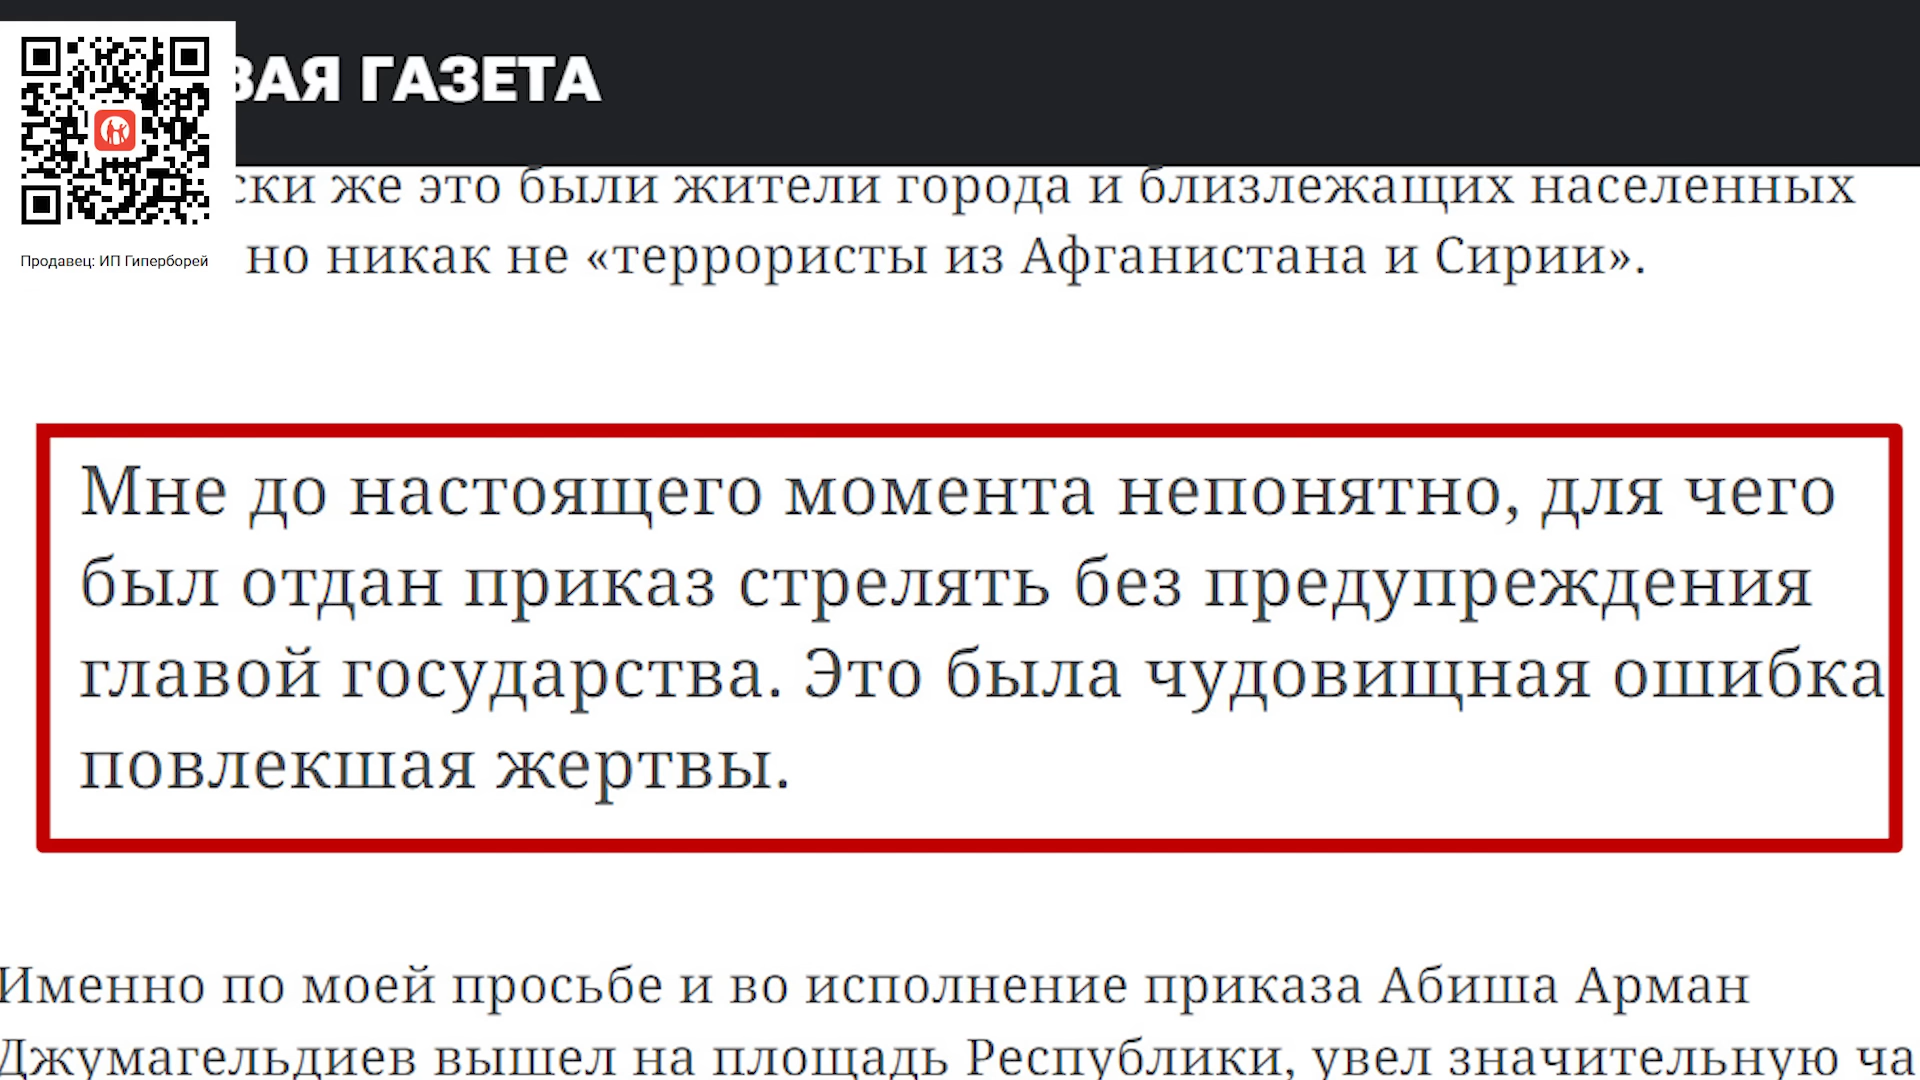 ВАЯ ГАЗЕТА
Продавец: ИП Гиперборей
ски же это были жители города и близлежащих населенных
но никак не «террористы из Афганистана и Сирии».
Мне до настоящего момента непонятно, для чего
был отдан приказ стрелять без предупреждения
главой государства. Это была чудовищная ошибка
повлекшая жертвы.
Именно по моей просьбе и во исполнение приказа Абиша Арман
Джумагельдиев вышел на площадь Республики, увел значительную ча